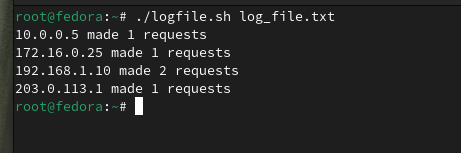 root@fedora:~# ./logfile.sh log_file.txt
10.0.0.5 made 1 requests
172.16.0.25 made 1 requests
192.168.1.10 made 2 requests
203.0.113.1 made 1 requests
root@fedora:~#